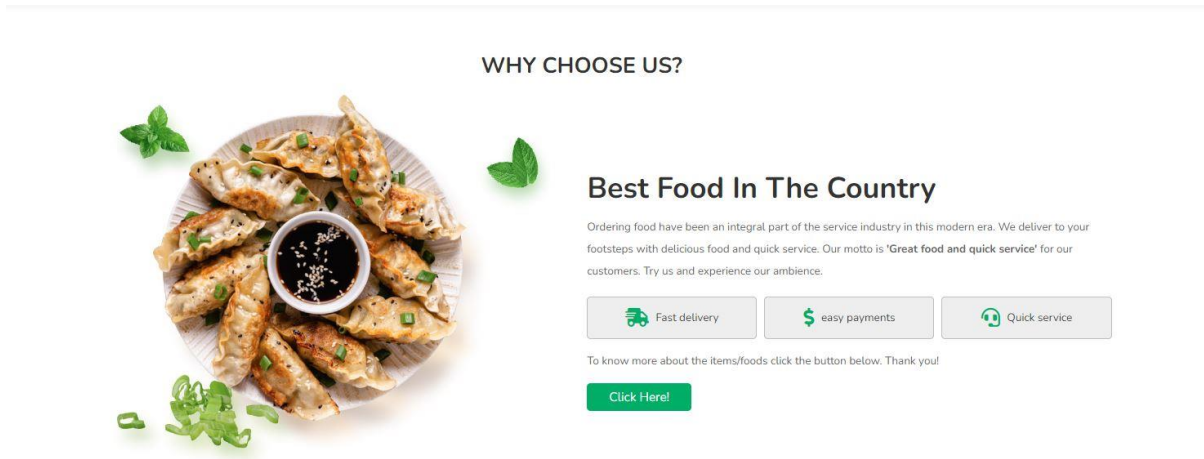 WHY CHOOSE US?
Best Food In The Country
Ordering food have been an integral part of the service industry in this modern era. We deliver to your
footsteps with delicious food and quick service. Our motto is 'Great food and quick service' for our
customers. Try us and experience our ambience.
Fast delivery
easy payments
Quick service
To know more about the items/foods click the button below. Thank you!
Click Here!